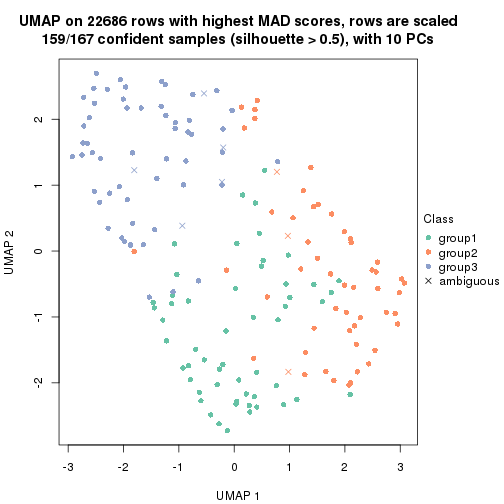 UMAP on 22686 rows with highest MAD scores, rows are scaled
159/167 confident samples (silhouette > 0.5), with 10 PCs
UMAP 2
2
1
0
-1
-2
-3
-2
-1
0
1
2
3
UMAP 1
Class
group1
group2
group3
ambiguous